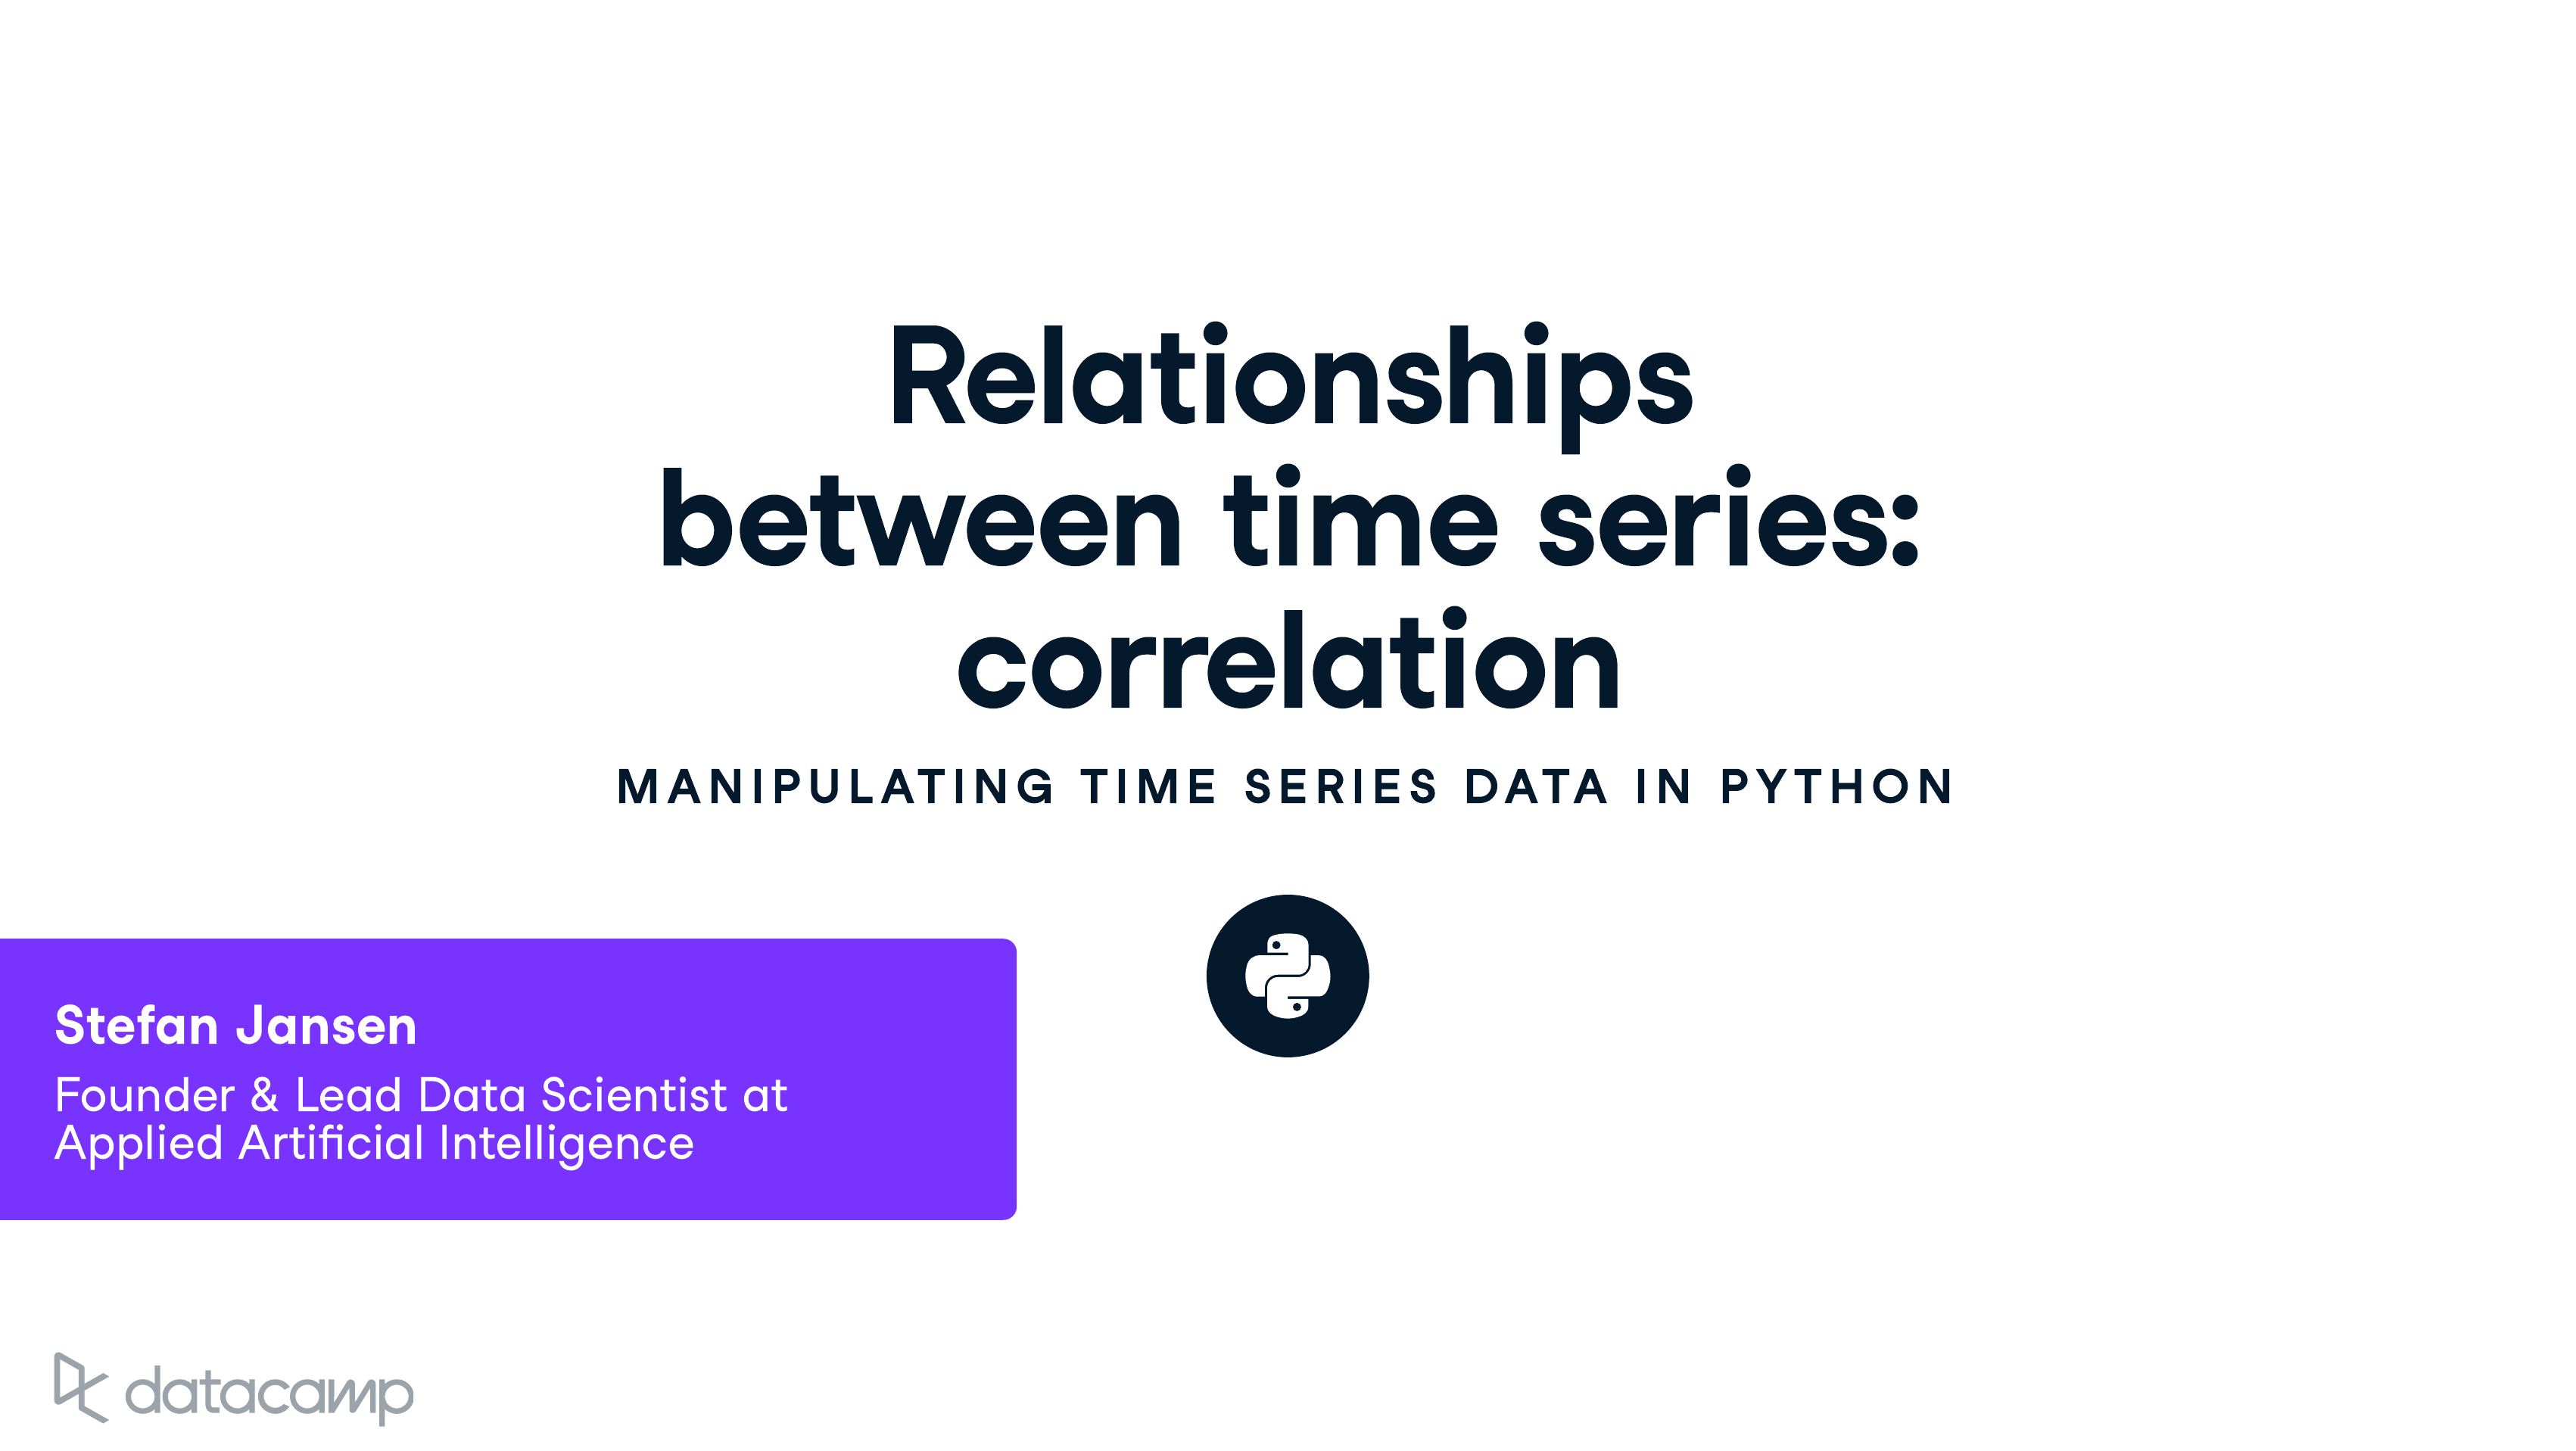 Relationships
between time series:
correlation
MANIPULATING TIME SERIES DATA IN PYTHON
Stefan Jansen
Founder & Lead Data Scientist at
Applied Artificial Intelligence
datacamp